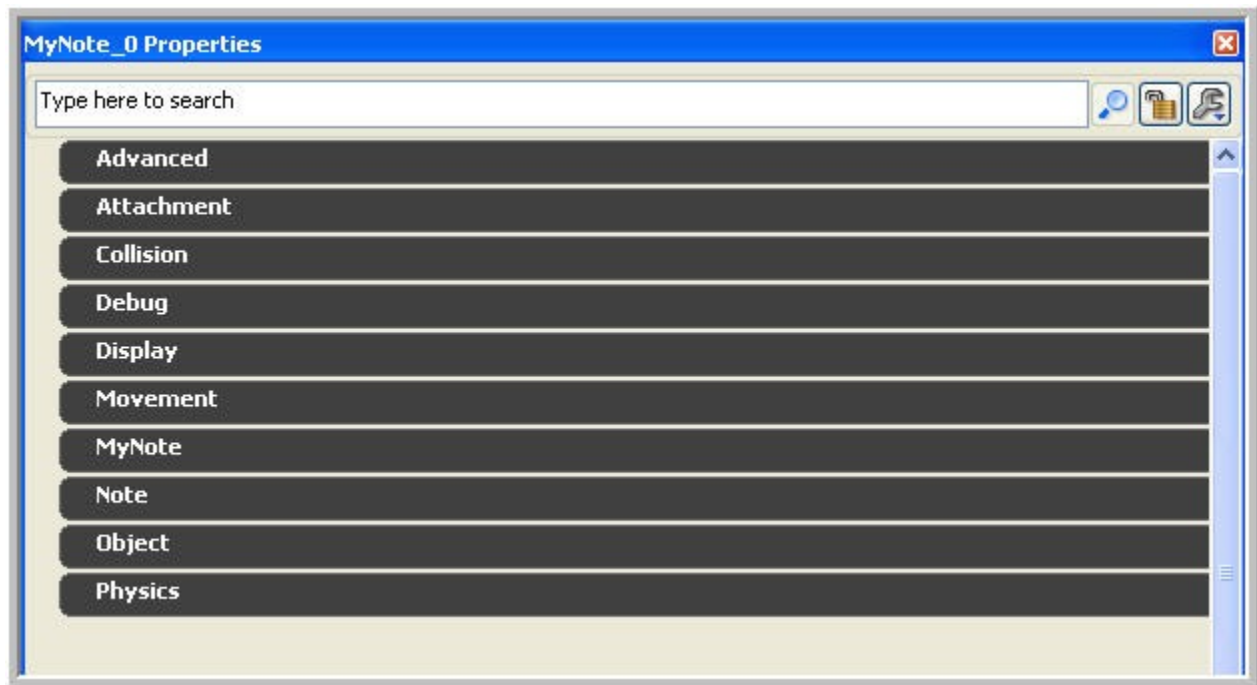 MyNote_0 Properties
Type here to search
Advanced
Attachment
Collision
Debug
Display
Movement
MyNote
Note
Object
Physics